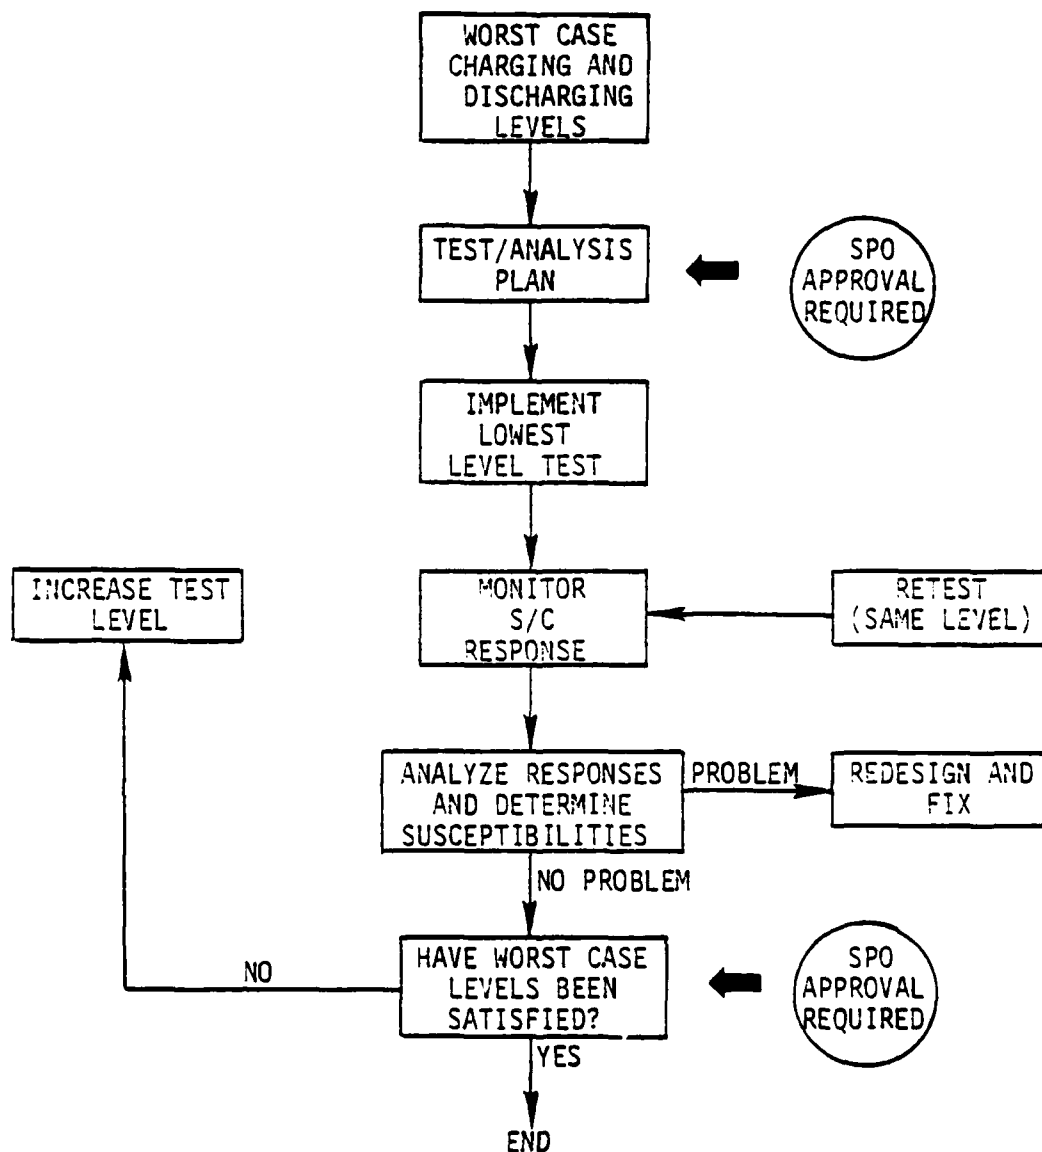 WORST CASE
CHARGING AND
DISCHARGING
LEVELS
TEST/ANALYSIS
PLAN
SPO
APPROVAL
REQUIRED
IMPLEMENT
LOWEST
LEVEL TEST
INCREASE TEST
LEVEL
MONITOR
S/C
RESPONSE
RETEST
(SAME LEVEL)
ANALYZE RESPONSES
AND DETERMINE
SUSCEPTIBILITIES
PROBLEM
REDESIGN AND
FIX
NO PROBLEM
HAVE WORST CASE
LEVELS BEEN
SATISFIED?
NO
SPO
APPROVAL
REQUIRED
YES
END